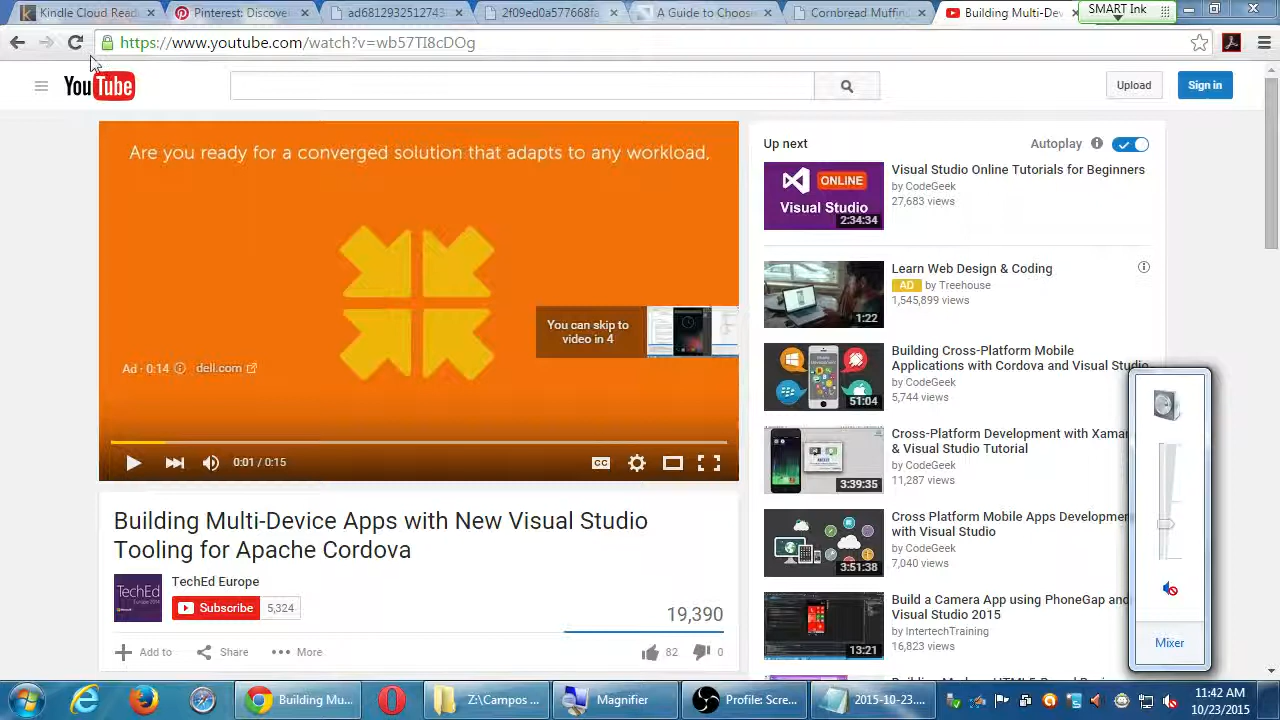 Kindle Cloud Read
Pinterest: Discover
ad6812932512743
2f09ed0a577668fa
A Guide to Choosin
Cornbread Muffin
Building Multi-Dev
SMART Ink
https://www.youtube.com/watch?v=wb57TI8cDOg
YouTube
Upload
Sign in
Are you ready for a converged solution that adapts to any workload,
You can skip to
video in 4
Ad · 0:14
dell.com
0:01 / 0:15
CC
Building Multi-Device Apps with New Visual Studio
Tooling for Apache Cordova
TechEd
TechEd Europe
Subscribe
5,324
19,390
Add to
Share
More
82
0
Up next
Autoplay
ONLINE
Visual Studio
2:34:34
Visual Studio Online Tutorials for Beginners
by CodeGeek
27,683 views
1:22
Learn Web Design & Coding
AD by Treehouse
1,545,899 views
51:04
Building Cross-Platform Mobile
Applications with Cordova and Visual Studio
by CodeGeek
5,744 views
3:39:35
Cross-Platform Development with Xama
& Visual Studio Tutorial
by CodeGeek
11,287 views
3:51:38
Cross Platform Mobile Apps Developmen
with Visual Studio
by CodeGeek
7,040 views
13:21
Build a Camera App using PhoneGap an
Visual Studio 2015
by IntertechTraining
16,823 views
Mixer
Building Mu...
Z:\Campos ...
Magnifier
Profile: Scre...
2015-10-23....
11:42 AM
10/23/2015